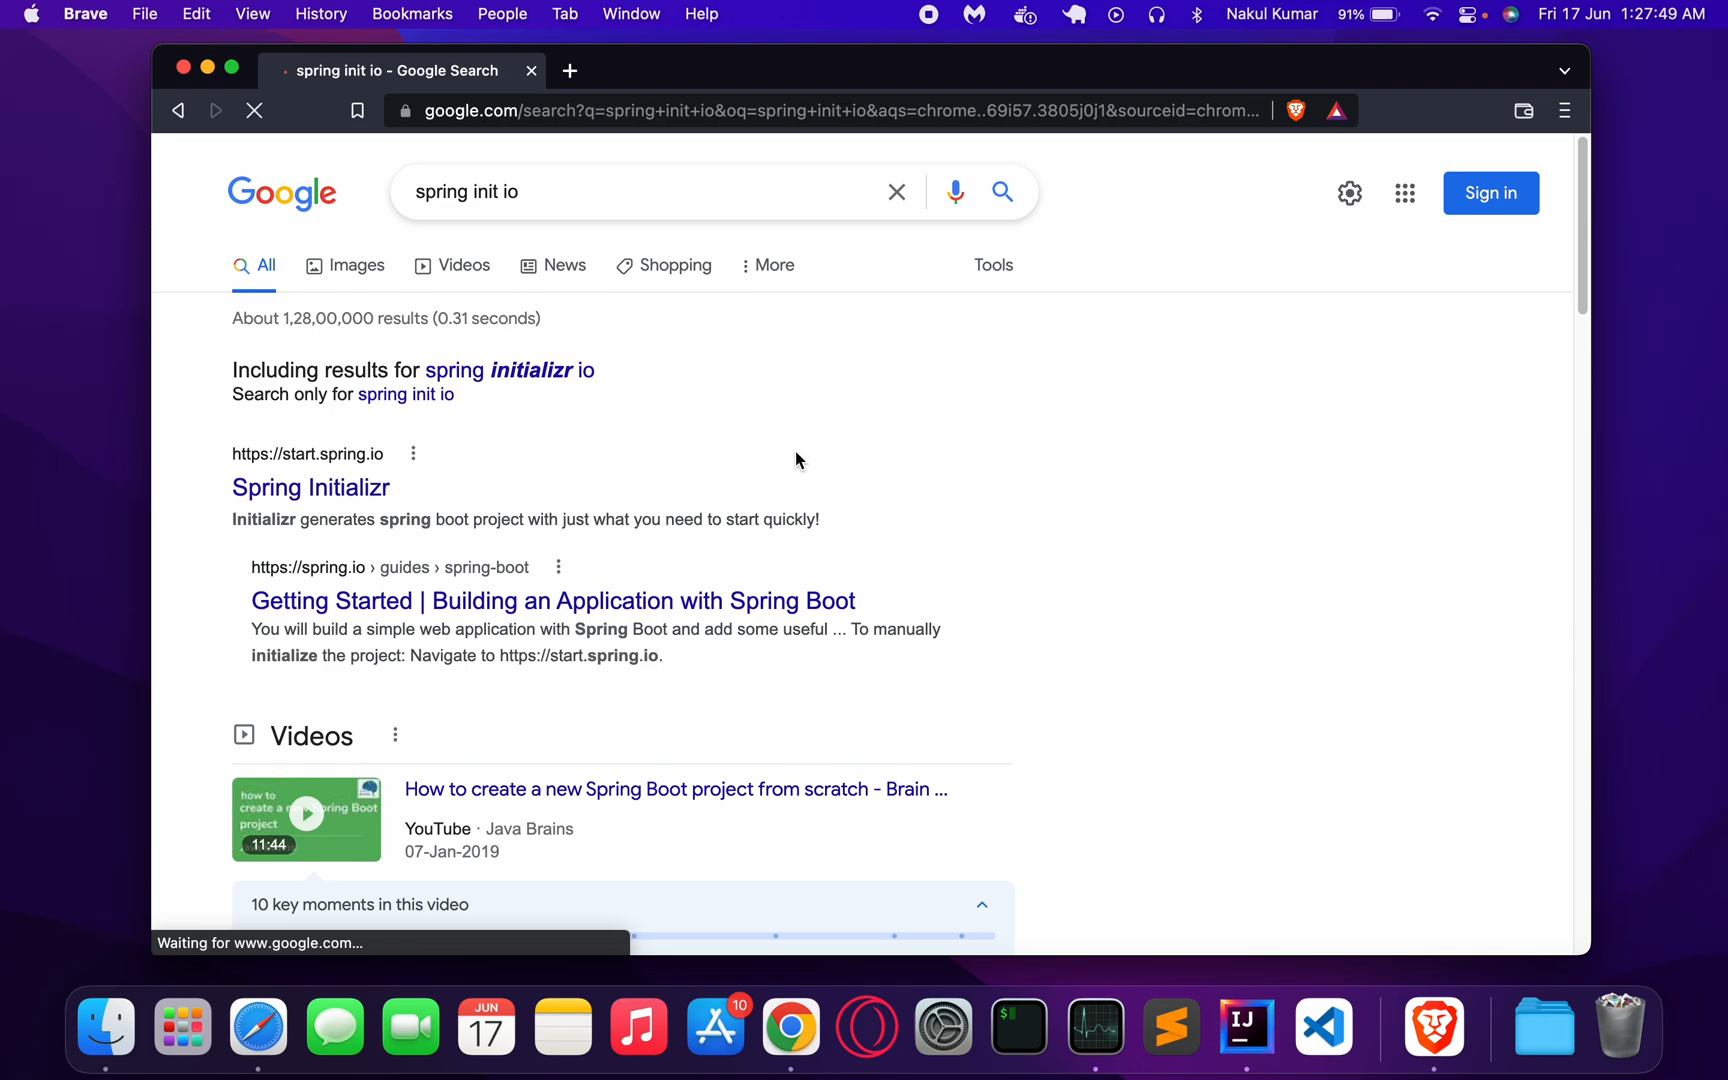 Brave File Edit View History Bookmarks People Tab Window Help Nakul Kumar 91% Fri 17 Jun 1:27:49 AM
spring init io - Google Search
google.com/search?q=spring+init+io&oq=spring+init+io&aqs=chrome..69i57.3805j0j1&sourceid=chrom...
Google spring init io Sign in
All Images Videos News Shopping More Tools
About 1,28,00,000 results (0.31 seconds)
Including results for spring initializr io
Search only for spring init io
https://start.spring.io
Spring Initializr
Initializr generates spring boot project with just what you need to start quickly!
https://spring.io › guides › spring-boot
Getting Started | Building an Application with Spring Boot
You will build a simple web application with Spring Boot and add some useful ... To manually
initialize the project: Navigate to https://start.spring.io.
Videos
how to
create a new Spring Boot
project
11:44
How to create a new Spring Boot project from scratch - Brain ...
YouTube · Java Brains
07-Jan-2019
10 key moments in this video
Waiting for www.google.com...
JUN
17
10
$
IJ